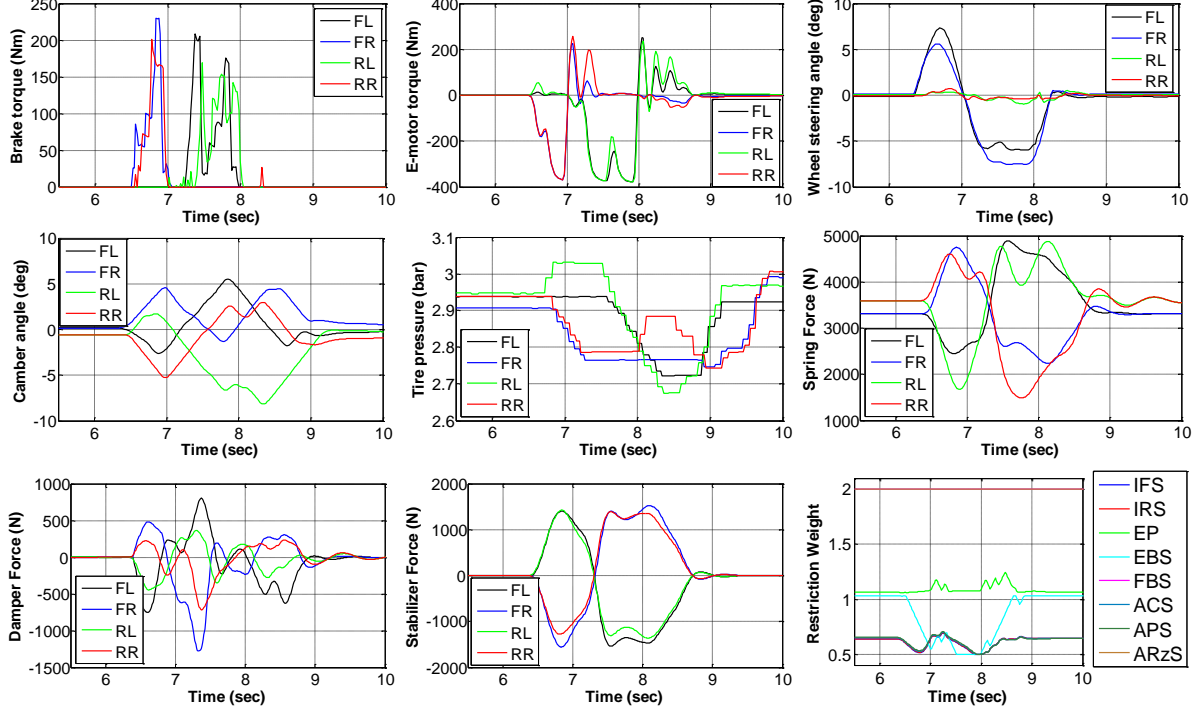 Brake torque (Nm)
250
200
150
100
50
0
6
7
8
9
10
Time (sec)
FL
FR
RL
RR
E-motor torque (Nm)
400
200
0
-200
-400
6
7
8
9
10
Time (sec)
FL
FR
RL
RR
Wheel steering angle (deg)
10
5
0
-5
-10
6
7
8
9
10
Time (sec)
FL
FR
RL
RR
Camber angle (deg)
10
5
0
-5
-10
6
7
8
9
10
Time (sec)
FL
FR
RL
RR
Tire pressure (bar)
3.1
3
2.9
2.8
2.7
2.6
6
7
8
9
10
Time (sec)
FL
FR
RL
RR
Spring Force (N)
5000
4000
3000
2000
1000
6
7
8
9
10
Time (sec)
FL
FR
RL
RR
Damper Force (N)
1000
500
0
-500
-1000
-1500
6
7
8
9
10
Time (sec)
FL
FR
RL
RR
Stabilizer Force (N)
2000
1000
0
-1000
-2000
6
7
8
9
10
Time (sec)
FL
FR
RL
RR
Restriction Weight
2
1.5
1
0.5
6
7
8
9
10
Time (sec)
IFS
IRS
EP
EBS
FBS
ACS
APS
ARzS